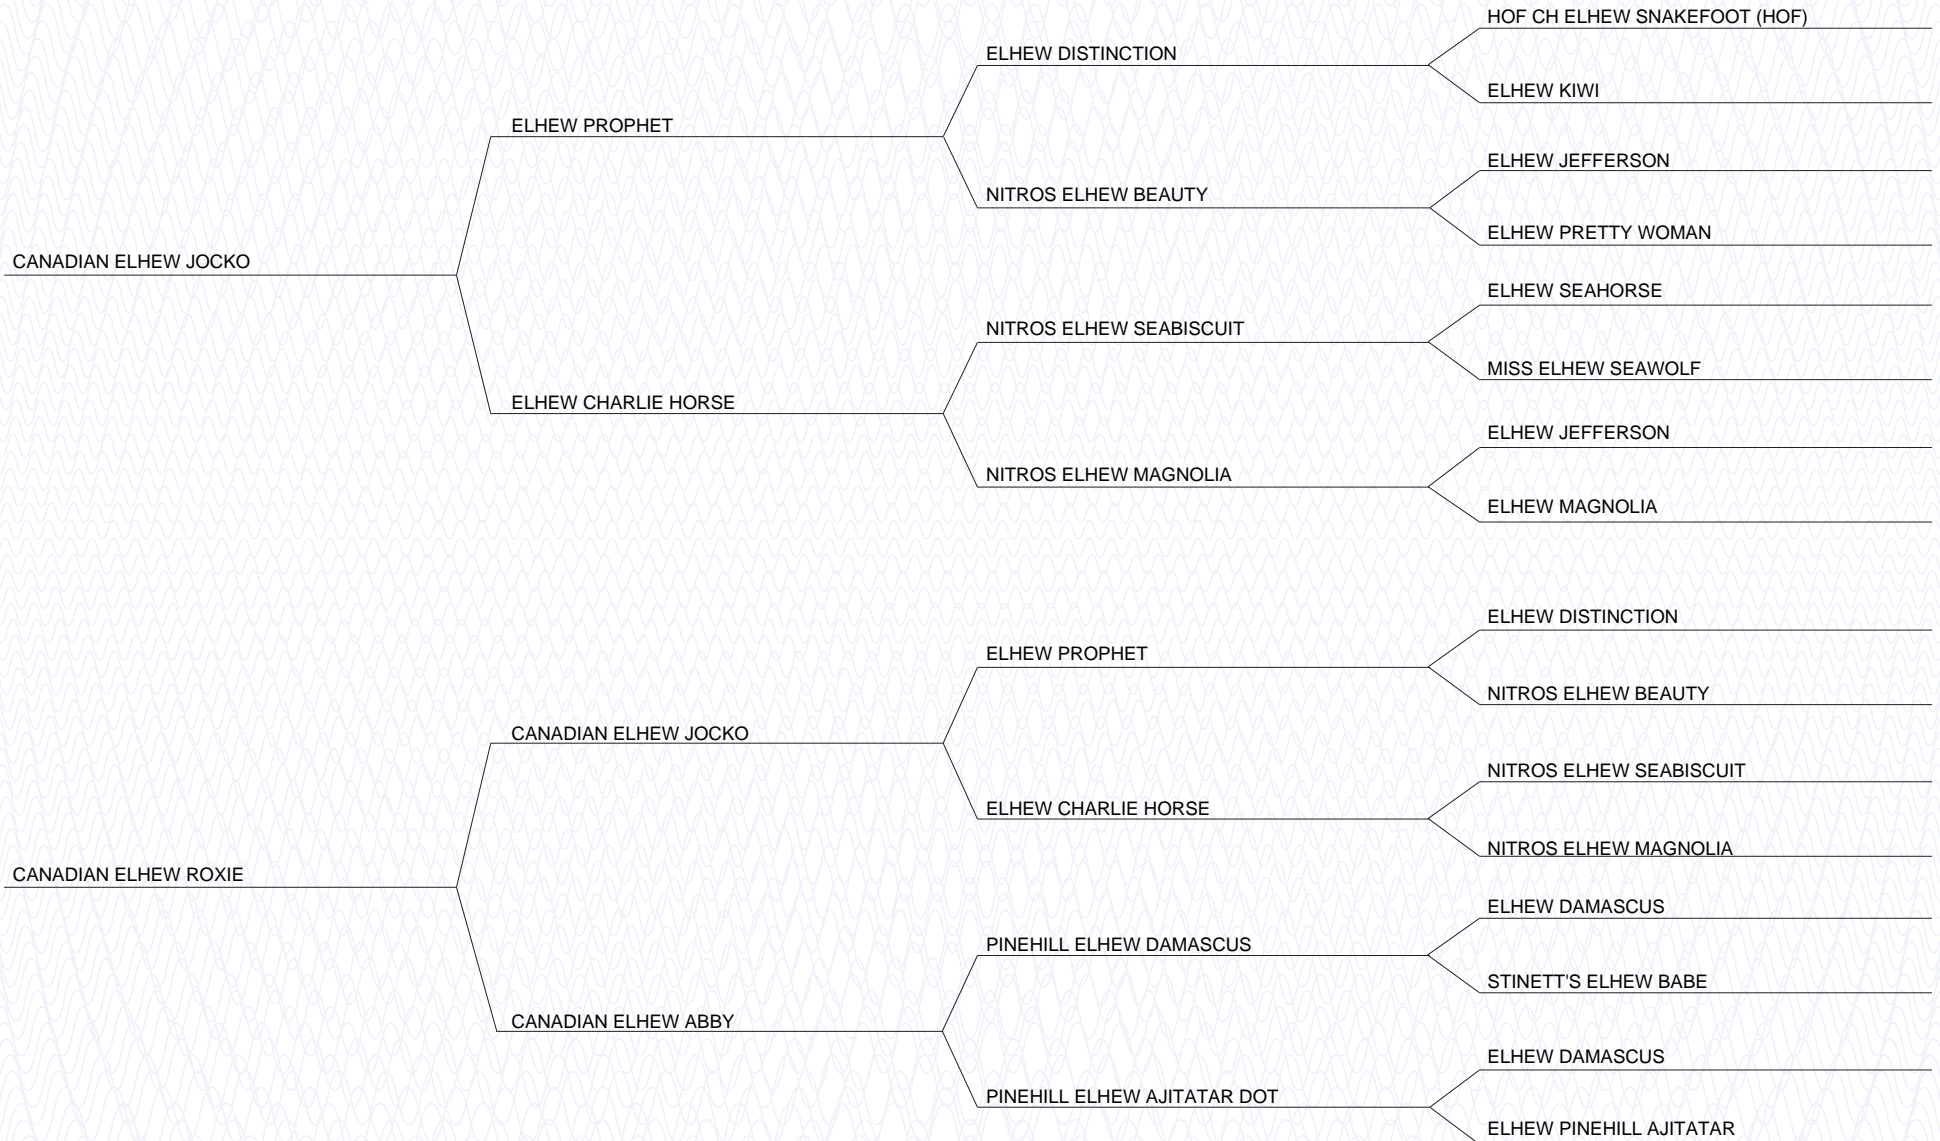 HOF CH ELHEW SNAKEFOOT (HOF)
ELHEW DISTINCTION
ELHEW KIWI
ELHEW PROPHET
ELHEW JEFFERSON
NITROS ELHEW BEAUTY
ELHEW PRETTY WOMAN
CANADIAN ELHEW JOCKO
ELHEW SEAHORSE
NITROS ELHEW SEABISCUIT
MISS ELHEW SEAWOLF
ELHEW CHARLIE HORSE
ELHEW JEFFERSON
NITROS ELHEW MAGNOLIA
ELHEW MAGNOLIA
ELHEW DISTINCTION
ELHEW PROPHET
NITROS ELHEW BEAUTY
CANADIAN ELHEW JOCKO
NITROS ELHEW SEABISCUIT
ELHEW CHARLIE HORSE
NITROS ELHEW MAGNOLIA
CANADIAN ELHEW ROXIE
ELHEW DAMASCUS
PINEHILL ELHEW DAMASCUS
STINETT'S ELHEW BABE
CANADIAN ELHEW ABBY
ELHEW DAMASCUS
PINEHILL ELHEW AJITATAR DOT
ELHEW PINEHILL AJITATAR